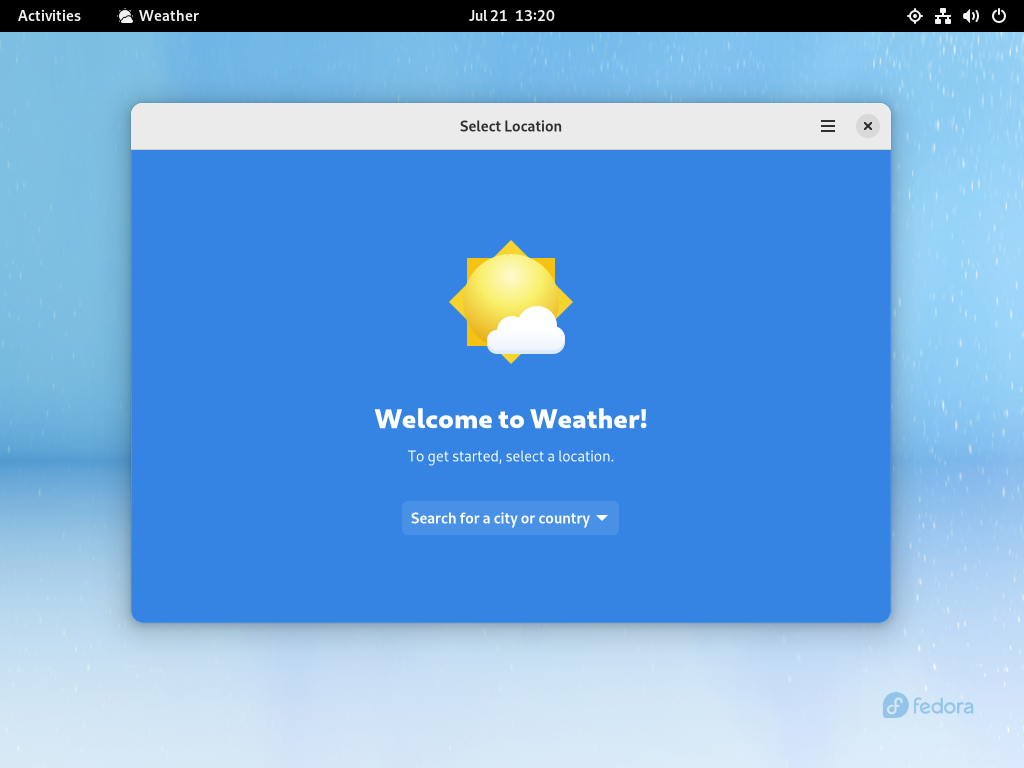 Activities Weather Jul 21 13:20
Select Location
Welcome to Weather!
To get started, select a location.
Search for a city or country
fedora